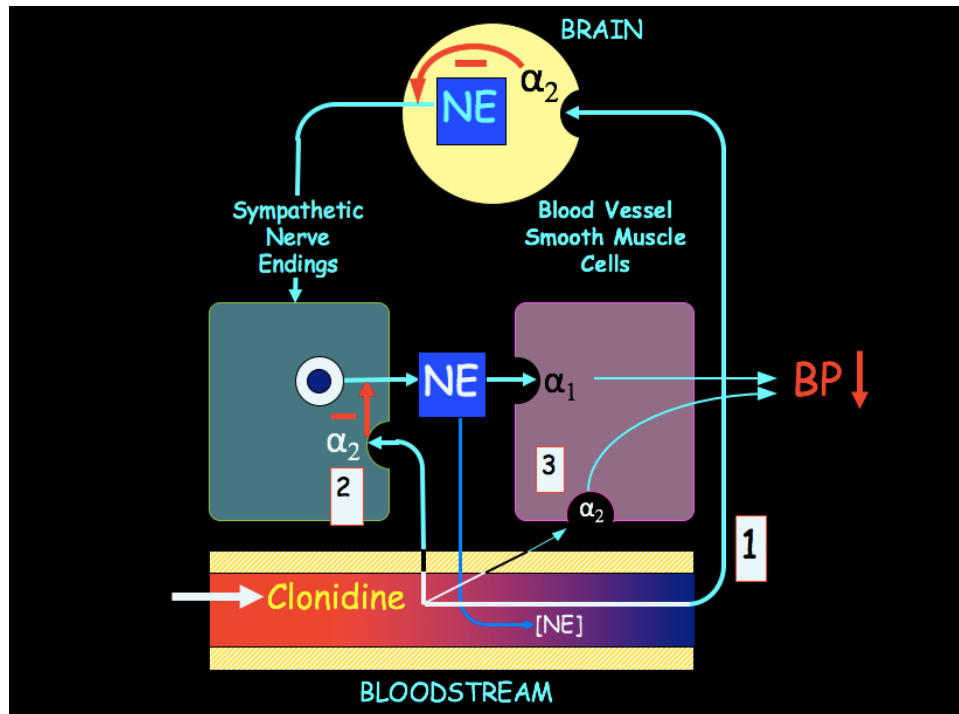 BRAIN
α2
NE
Sympathetic
Nerve
Endings
Blood Vessel
Smooth Muscle
Cells
NE
α1
BP
α2
2
3
α2
1
Clonidine
[NE]
BLOODSTREAM